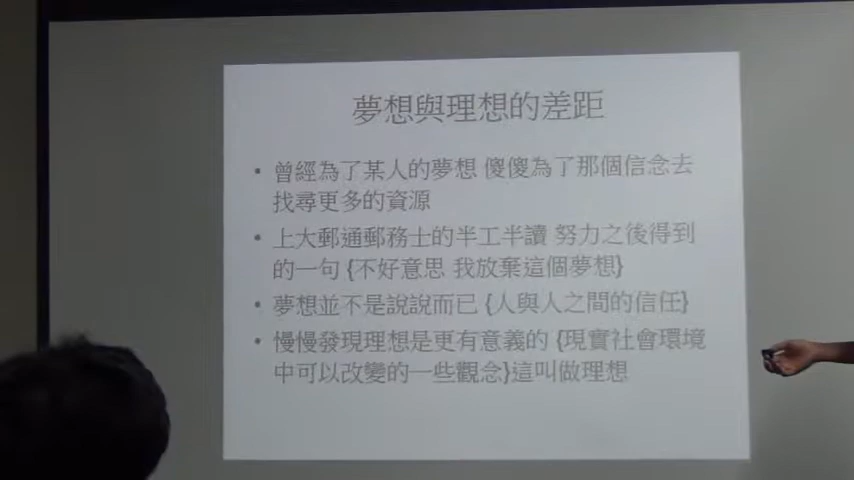 夢想與理想的差距
• 曾經為了某人的夢想 傻傻為了那個信念去
找尋更多的資源
• 上大郵通郵務士的半工半讀 努力之後得到
的一句 {不好意思 我放棄這個夢想}
• 夢想並不是說說而已 {人與人之間的信任}
• 慢慢發現理想是更有意義的 {現實社會環境
中可以改變的一些觀念}這叫做理想